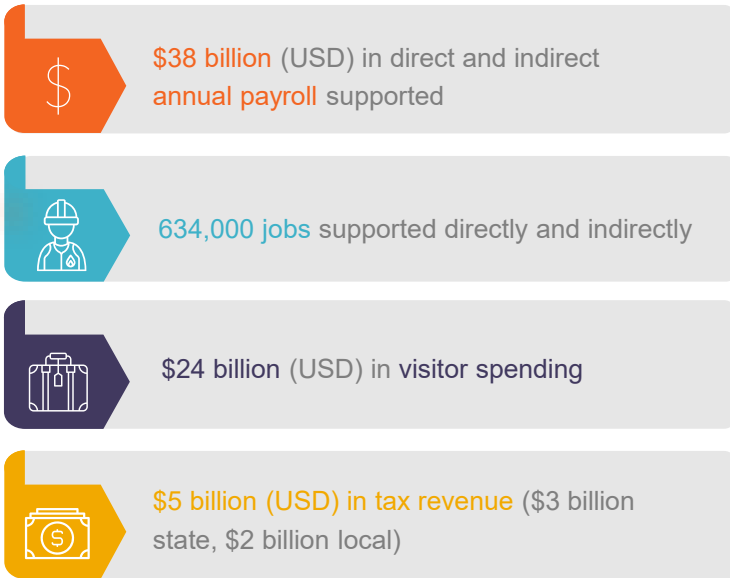 $38 billion (USD) in direct and indirect
annual payroll supported
634,000 jobs supported directly and indirectly
$24 billion (USD) in visitor spending
$5 billion (USD) in tax revenue ($3 billion
state, $2 billion local)